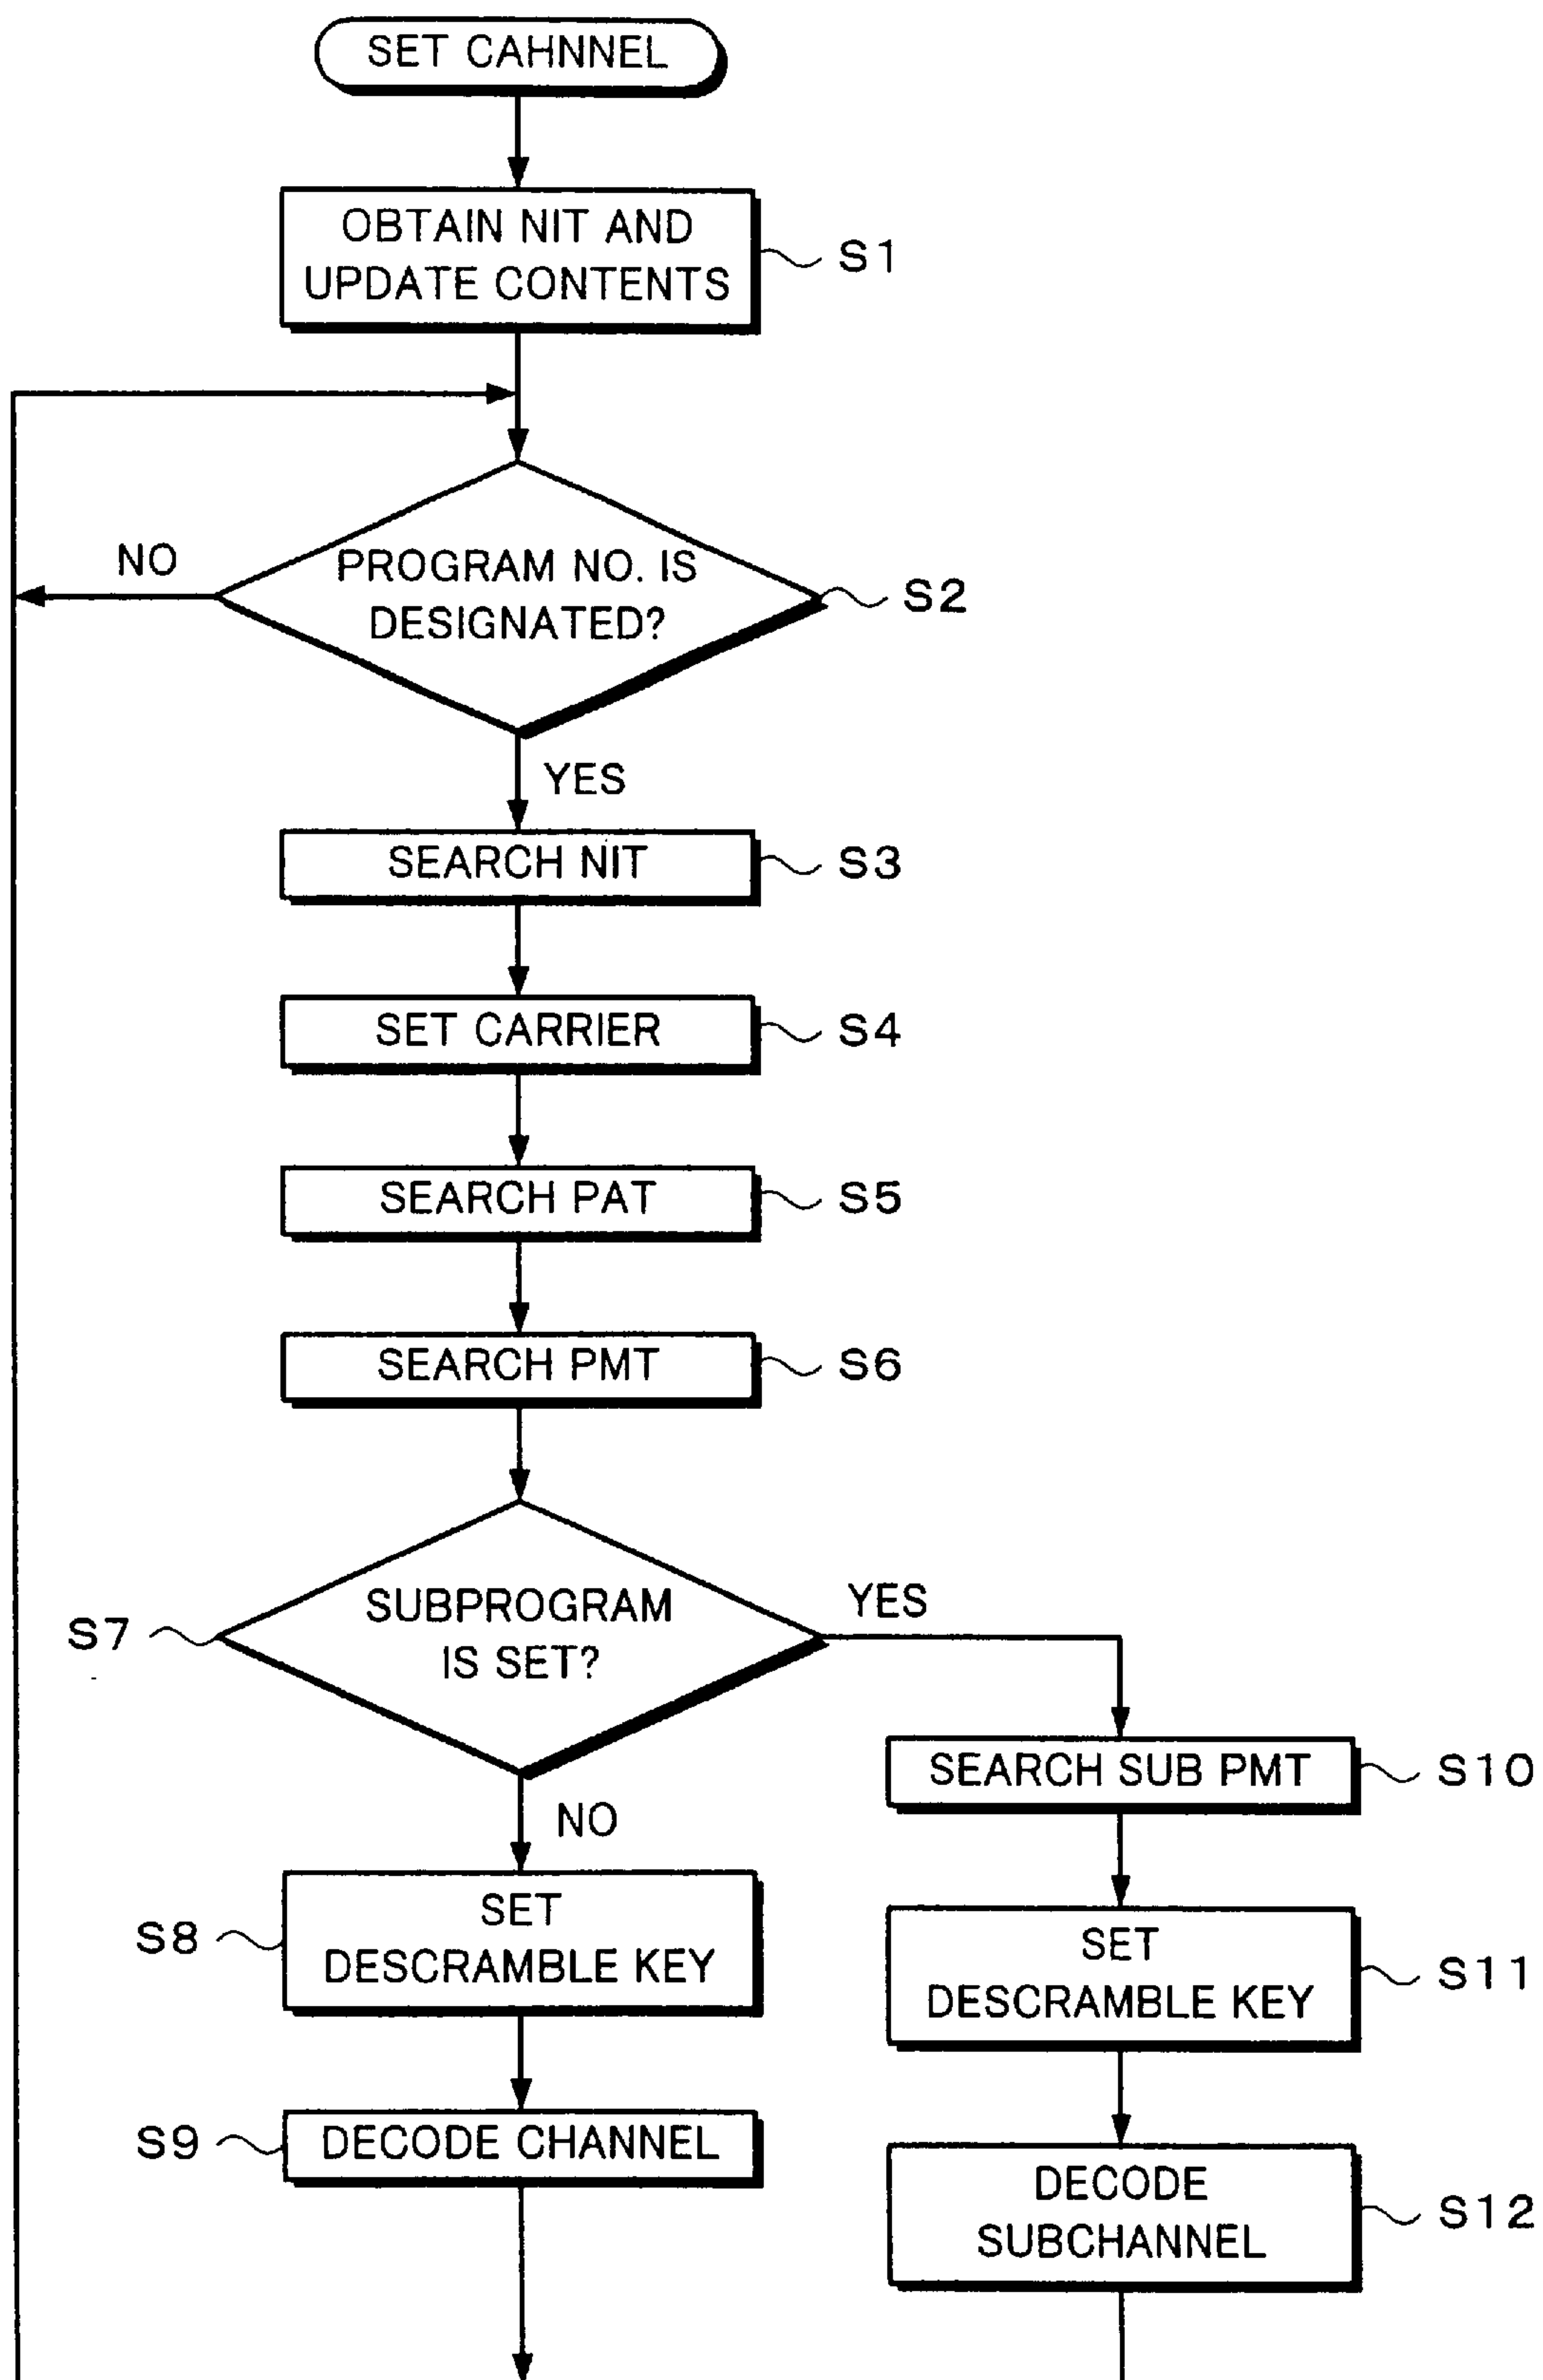 SET CAHNNEL
OBTAIN NIT AND
UPDATE CONTENTS
S1
NO
PROGRAM NO. IS
DESIGNATED?
S2
YES
SEARCH NIT
S3
SET CARRIER
S4
SEARCH PAT
S5
SEARCH PMT
S6
S7
SUBPROGRAM
IS SET?
YES
NO
SEARCH SUB PMT
S10
S8
SET
DESCRAMBLE KEY
SET
DESCRAMBLE KEY
S11
S9
DECODE CHANNEL
DECODE
SUBCHANNEL
S12